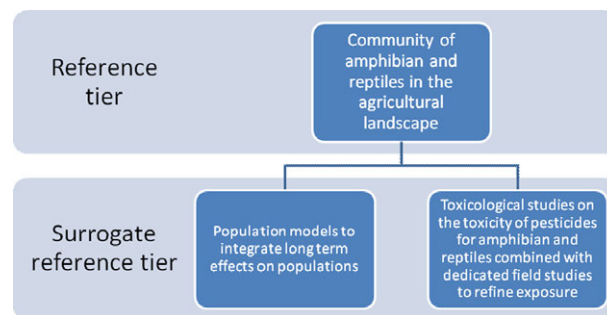 Reference
tier
Community of
amphibian and
reptiles in the
agricultural
landscape
Surrogate
reference tier
Population models to
integrate long term
effects on populations
Toxicological studies on
the toxicity of pesticides
for amphibian and
reptiles combined with
dedicated field studies
to refine exposure